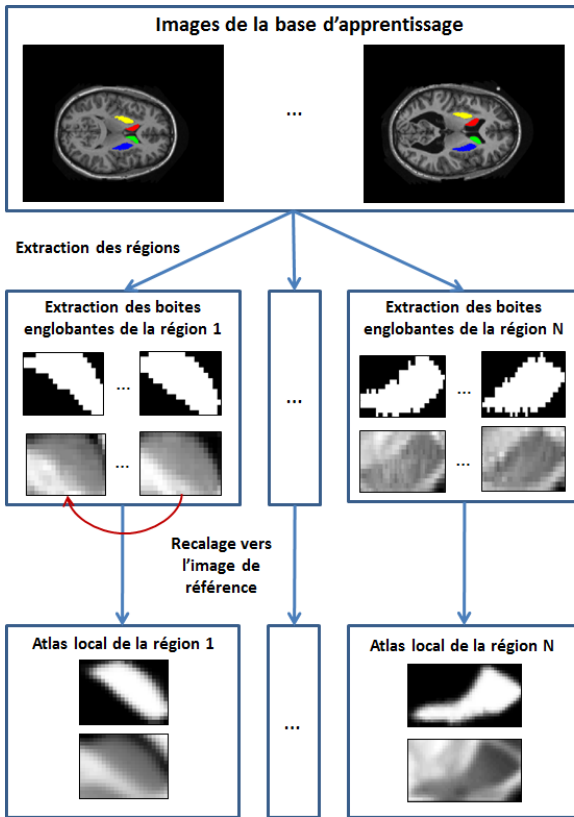 Images de la base d'apprentissage
...
Extraction des régions
Extraction des boites
englobantes de la région 1
...
...
...
Extraction des boites
englobantes de la région N
...
...
Recalage vers
l'image de
référence
Atlas local de la région 1
...
Atlas local de la région N